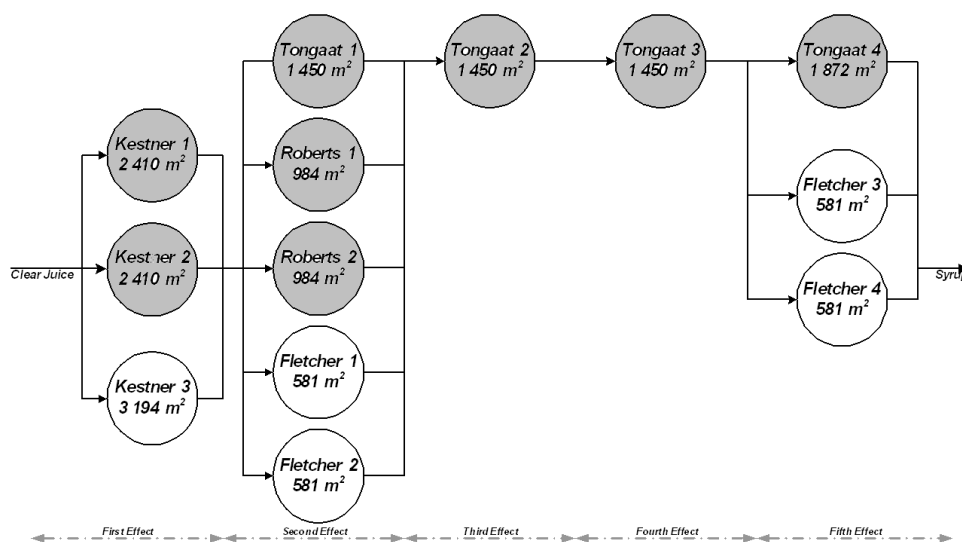 Tongaat 1
1 450 m²
Tongaat 2
1 450 m²
Tongaat 3
1 450 m²
Tongaat 4
1 872 m²
Kestner 1
2 410 m²
Roberts 1
984 m²
Fletcher 3
581 m²
Clear Juice
Kestner 2
2 410 m²
Roberts 2
984 m²
Fletcher 4
581 m²
Syrup
Kestner 3
3 194 m²
Fletcher 1
581 m²
Fletcher 2
581 m²
First Effect
Second Effect
Third Effect
Fourth Effect
Fifth Effect